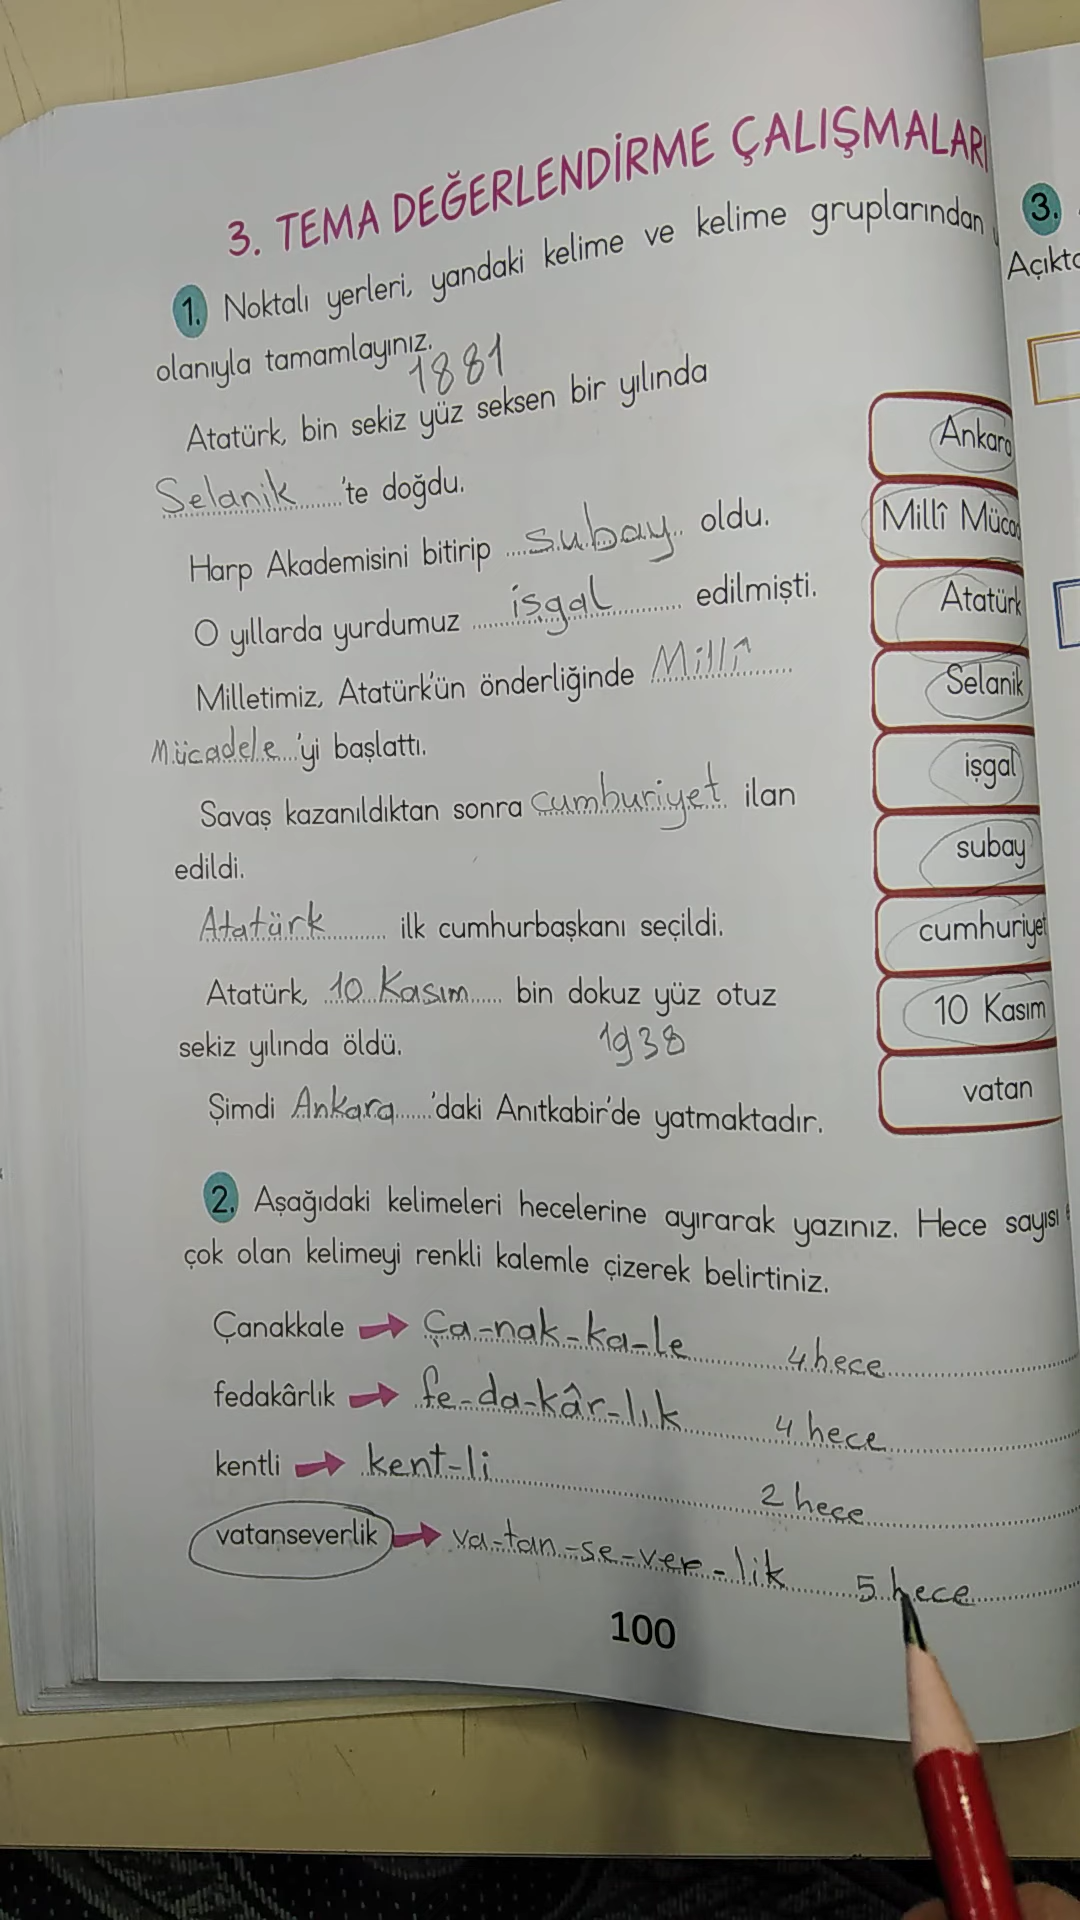 3. TEMA DEĞERLENDİRME ÇALIŞMALARI
1. Noktalı yerleri, yandaki kelime ve kelime gruplarından
olanıyla tamamlayınız.
1881
Atatürk, bin sekiz yüz seksen bir yılında
Selanik 'te doğdu.
Harp Akademisini bitirip subay oldu.
O yıllarda yurdumuz işgal edilmişti.
Milletimiz, Atatürk'ün önderliğinde Millî
Mücadele 'yi başlattı.
Savaş kazanıldıktan sonra cumhuriyet ilan
edildi.
Atatürk ilk cumhurbaşkanı seçildi.
Atatürk, 10 Kasım bin dokuz yüz otuz
sekiz yılında öldü. 1938
Şimdi Ankara 'daki Anıtkabir'de yatmaktadır.
Ankara
Millî Mücad
Atatürk
Selanik
işgal
subay
cumhuriyet
10 Kasım
vatan
2. Aşağıdaki kelimeleri hecelerine ayırarak yazınız. Hece sayısı
çok olan kelimeyi renkli kalemle çizerek belirtiniz.
Çanakkale Ça-nak-ka-le 4 hece
fedakârlık fe-da-kâr-lık 4 hece
kentli kent-li 2 hece
vatanseverlik va-tan-se-ver-lik 5 hece
100
3.
Açıkta